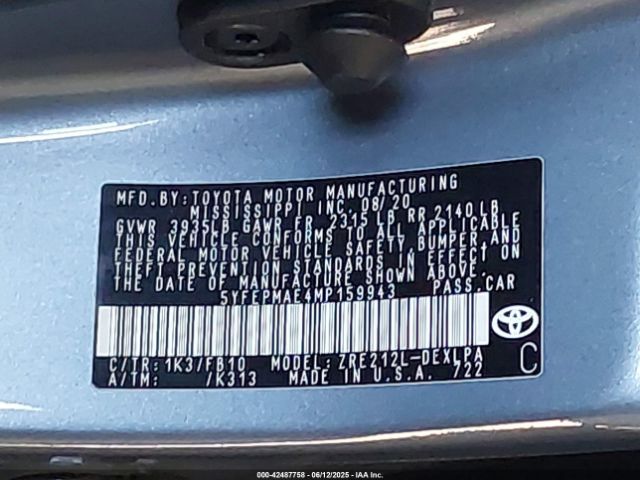 MFD. BY: TOYOTA MOTOR MANUFACTURING
MISSISSIPPI INC. 08/20
GVWR 3935LB GAWR FR 2315 LB RR 2140 LB
THIS VEHICLE CONFORMS TO ALL APPLICABLE
FEDERAL MOTOR VEHICLE SAFETY, BUMPER, AND
THEFT PREVENTION STANDARDS IN EFFECT ON
THE DATE OF MANUFACTURE SHOWN ABOVE.
5YFEPMAE4MP159943 PASS.CAR
C/TR: 1K3/FB10 MODEL: ZRE212L-DEXLPA
A/TM: /K313 MADE IN U.S.A. 722
C
000-42487758 - 06/12/2025 - IAA Inc.